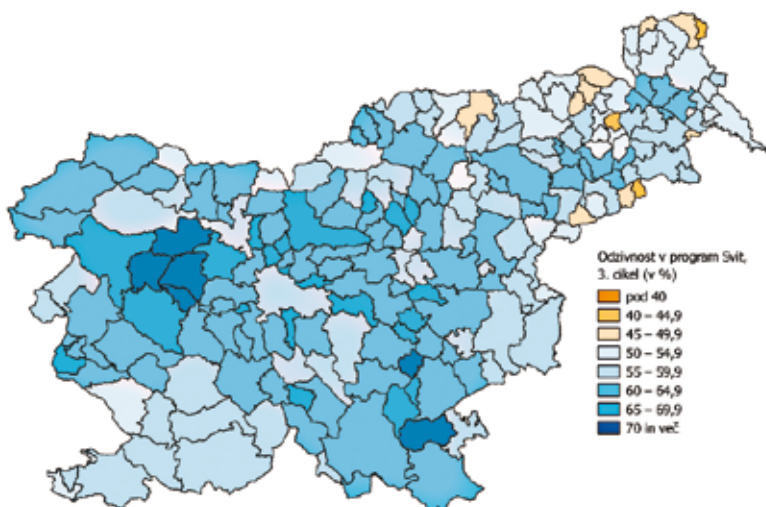 Odzivnost v program Svit,
3. cikel (v %)
pod 40
40 – 44,9
45 – 49,9
50 – 54,9
55 – 59,9
60 – 64,9
65 – 69,9
70 in več